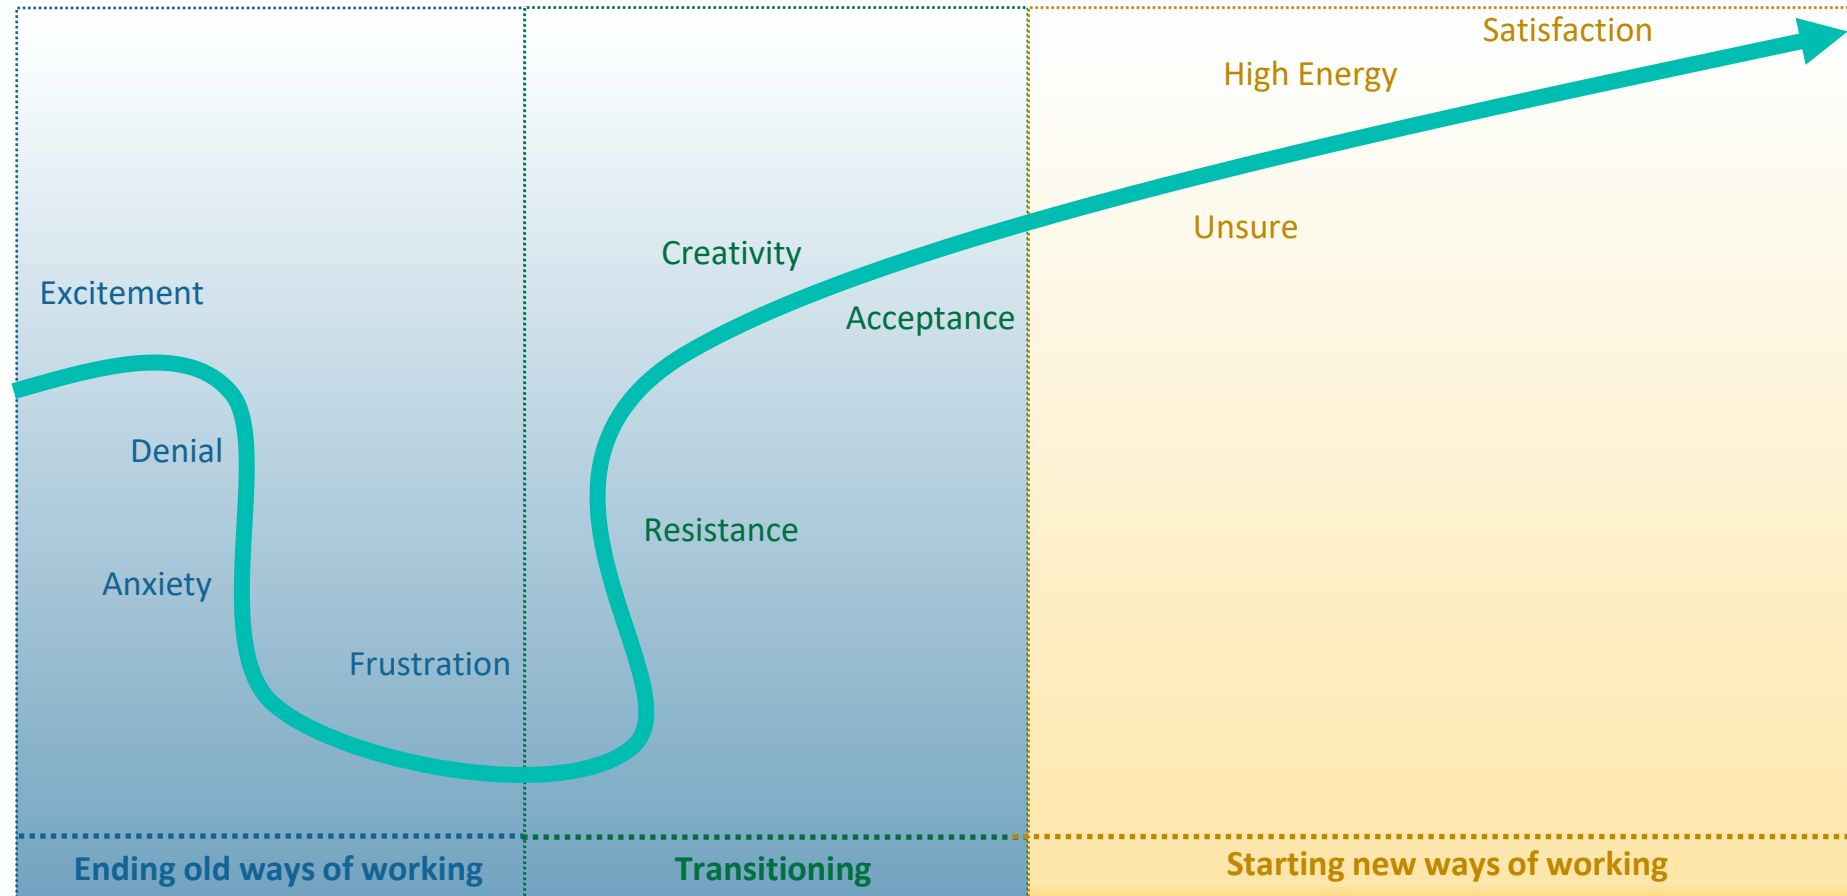 Excitement
Denial
Anxiety
Frustration
Ending old ways of working
Creativity
Acceptance
Resistance
Transitioning
Satisfaction
High Energy
Unsure
Starting new ways of working